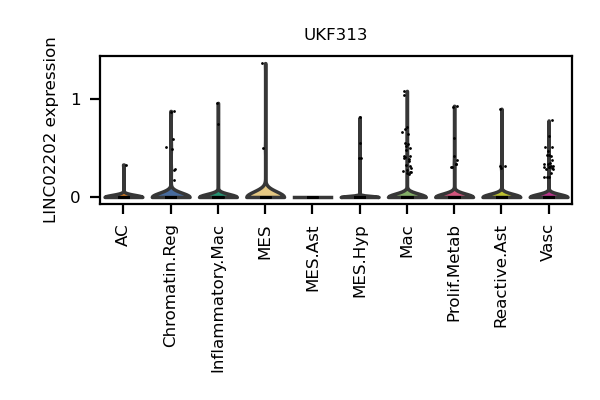 UKF313
LINC02202 expression
1
0
AC
Chromatin.Reg
Inflammatory.Mac
MES
MES.Ast
MES.Hyp
Mac
Prolif.Metab
Reactive.Ast
Vasc